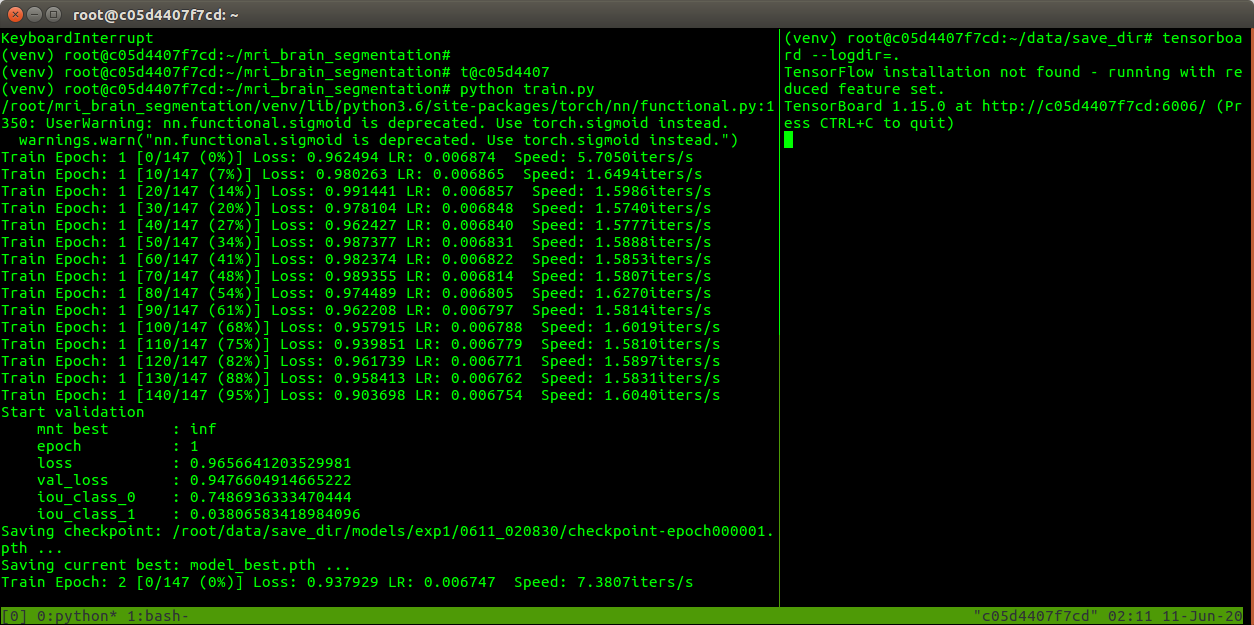 root@c05d4407f7cd: ~
KeyboardInterrupt
(venv) root@c05d4407f7cd:~/mri_brain_segmentation#
(venv) root@c05d4407f7cd:~/mri_brain_segmentation# t@c05d4407
(venv) root@c05d4407f7cd:~/mri_brain_segmentation# python train.py
/root/mri_brain_segmentation/venv/lib/python3.6/site-packages/torch/nn/functional.py:1
350: UserWarning: nn.functional.sigmoid is deprecated. Use torch.sigmoid instead.
  warnings.warn("nn.functional.sigmoid is deprecated. Use torch.sigmoid instead.")
Train Epoch: 1 [0/147 (0%)] Loss: 0.962494 LR: 0.006874  Speed: 5.7050iters/s
Train Epoch: 1 [10/147 (7%)] Loss: 0.980263 LR: 0.006865  Speed: 1.6494iters/s
Train Epoch: 1 [20/147 (14%)] Loss: 0.991441 LR: 0.006857  Speed: 1.5986iters/s
Train Epoch: 1 [30/147 (20%)] Loss: 0.978104 LR: 0.006848  Speed: 1.5740iters/s
Train Epoch: 1 [40/147 (27%)] Loss: 0.962427 LR: 0.006840  Speed: 1.5777iters/s
Train Epoch: 1 [50/147 (34%)] Loss: 0.987377 LR: 0.006831  Speed: 1.5888iters/s
Train Epoch: 1 [60/147 (41%)] Loss: 0.982374 LR: 0.006822  Speed: 1.5853iters/s
Train Epoch: 1 [70/147 (48%)] Loss: 0.989355 LR: 0.006814  Speed: 1.5807iters/s
Train Epoch: 1 [80/147 (54%)] Loss: 0.974489 LR: 0.006805  Speed: 1.6270iters/s
Train Epoch: 1 [90/147 (61%)] Loss: 0.962208 LR: 0.006797  Speed: 1.5814iters/s
Train Epoch: 1 [100/147 (68%)] Loss: 0.957915 LR: 0.006788  Speed: 1.6019iters/s
Train Epoch: 1 [110/147 (75%)] Loss: 0.939851 LR: 0.006779  Speed: 1.5810iters/s
Train Epoch: 1 [120/147 (82%)] Loss: 0.961739 LR: 0.006771  Speed: 1.5897iters/s
Train Epoch: 1 [130/147 (88%)] Loss: 0.958413 LR: 0.006762  Speed: 1.5831iters/s
Train Epoch: 1 [140/147 (95%)] Loss: 0.903698 LR: 0.006754  Speed: 1.6040iters/s
Start validation
    mnt best       : inf
    epoch          : 1
    loss           : 0.9656641203529981
    val_loss       : 0.9476604914665222
    iou_class_0    : 0.7486936333470444
    iou_class_1    : 0.03806583418984096
Saving checkpoint: /root/data/save_dir/models/exp1/0611_020830/checkpoint-epoch000001.
pth ...
Saving current best: model_best.pth ...
Train Epoch: 2 [0/147 (0%)] Loss: 0.937929 LR: 0.006747  Speed: 7.3807iters/s
(venv) root@c05d4407f7cd:~/data/save_dir# tensorboa
rd --logdir=.
TensorFlow installation not found - running with re
duced feature set.
TensorBoard 1.15.0 at http://c05d4407f7cd:6006/ (Pr
ess CTRL+C to quit)
[0] 0:python* 1:bash-
"c05d4407f7cd" 02:11 11-Jun-20